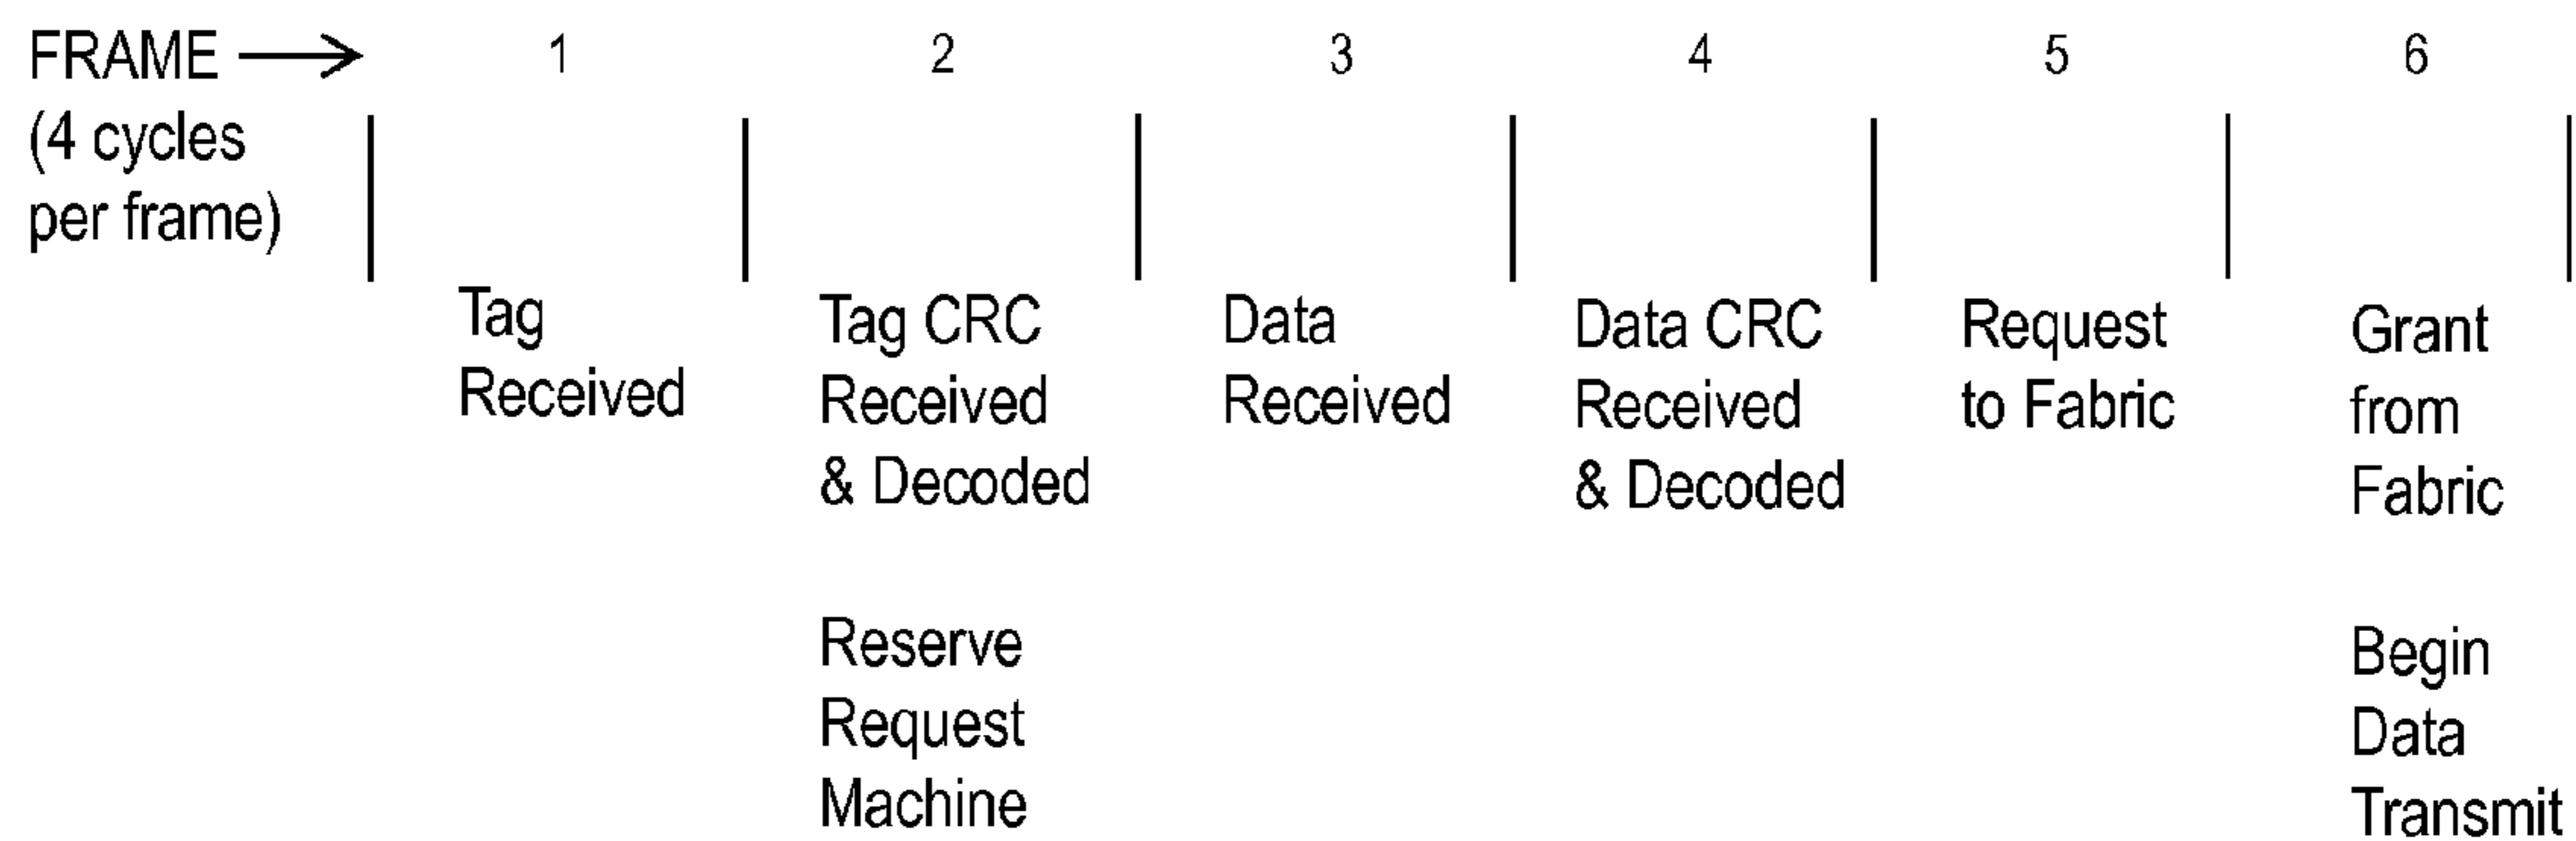 FRAME → 1 2 3 4 5 6
(4 cycles
per frame)
Tag
Received
Tag CRC
Received
& Decoded
Reserve
Request
Machine
Data
Received
Data CRC
Received
& Decoded
Request
to Fabric
Grant
from
Fabric
Begin
Data
Transmit